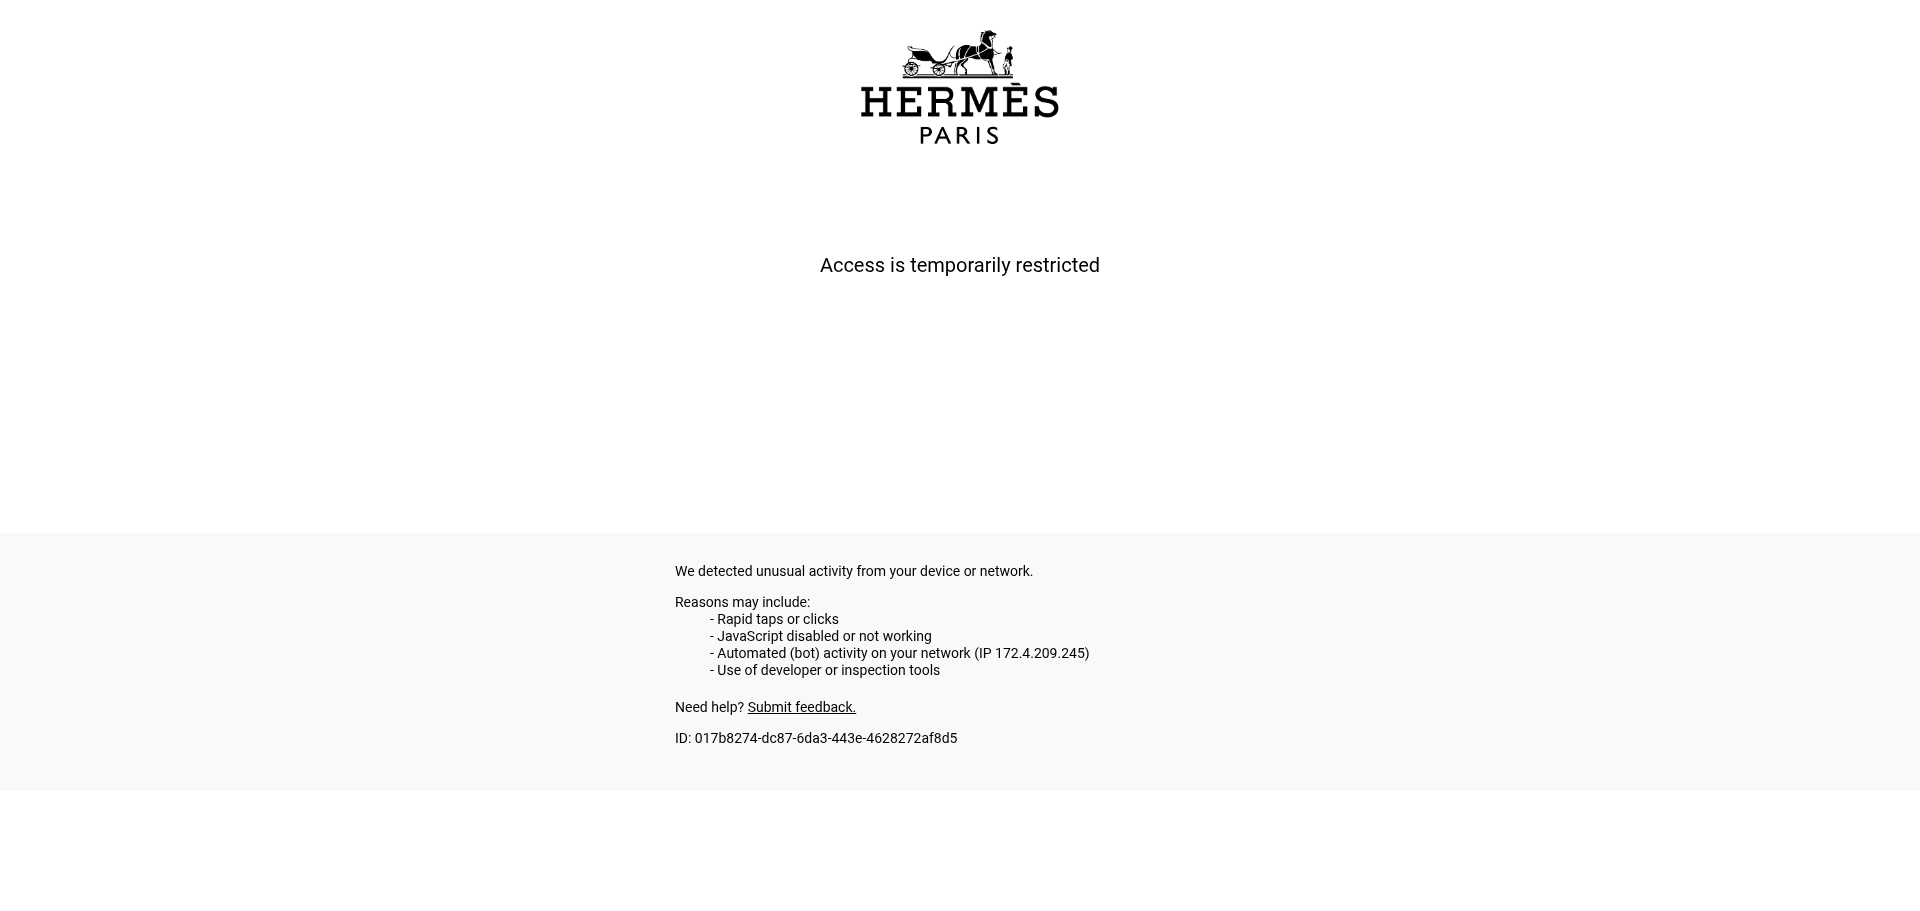 HERMÈS
PARIS
Access is temporarily restricted
We detected unusual activity from your device or network.
Reasons may include:
- Rapid taps or clicks
- JavaScript disabled or not working
- Automated (bot) activity on your network (IP 172.4.209.245)
- Use of developer or inspection tools
Need help? Submit feedback.
ID: 017b8274-dc87-6da3-443e-4628272af8d5